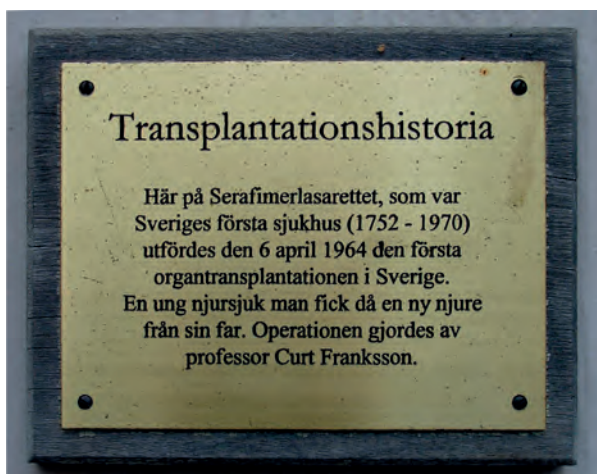 Transplantationshistoria
Här på Serafimerlasarettet, som var
Sveriges första sjukhus (1752 - 1970)
utfördes den 6 april 1964 den första
organtransplantationen i Sverige.
En ung njursjuk man fick då en ny njure
från sin far. Operationen gjordes av
professor Curt Franksson.